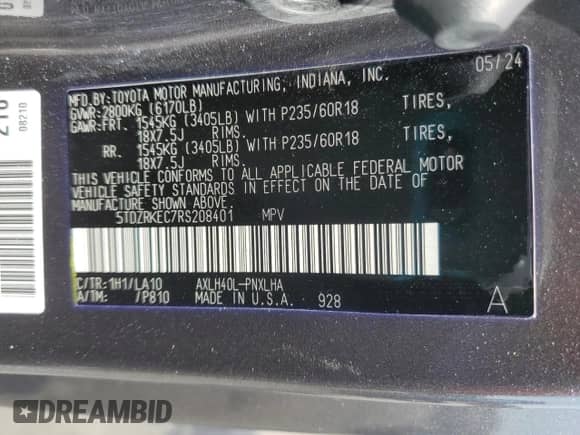 05/24
MFD.BY:TOYOTA MOTOR MANUFACTURING, INDIANA, INC.
GVWR:2800KG (6170LB)
GAWR:FRT. 1545KG (3405LB) WITH P235/60R18 TIRES,
18X7.5J RIMS.
RR. 1545KG (3405LB) WITH P235/60R18 TIRES,
18X7.5J RIMS.
THIS VEHICLE CONFORMS TO ALL APPLICABLE FEDERAL MOTOR
VEHICLE SAFETY STANDARDS IN EFFECT ON THE DATE OF
MANUFACTURE SHOWN ABOVE.
5TDZRKEC7RS208401 MPV
C/TR:1H1/LA10 AXLH40L-PNXLHA
A/TM: /P810 MADE IN U.S.A. 928 A
08210
DREAMBID